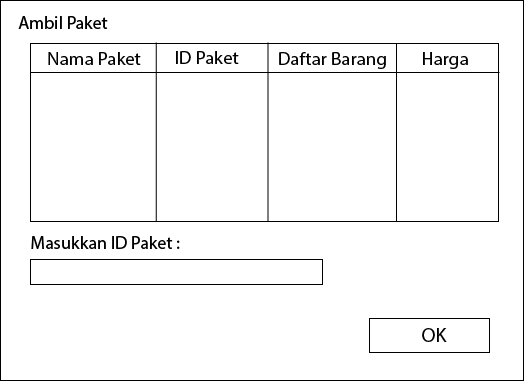 Ambil Paket
Nama Paket ID Paket Daftar Barang Harga
Masukkan ID Paket :
OK